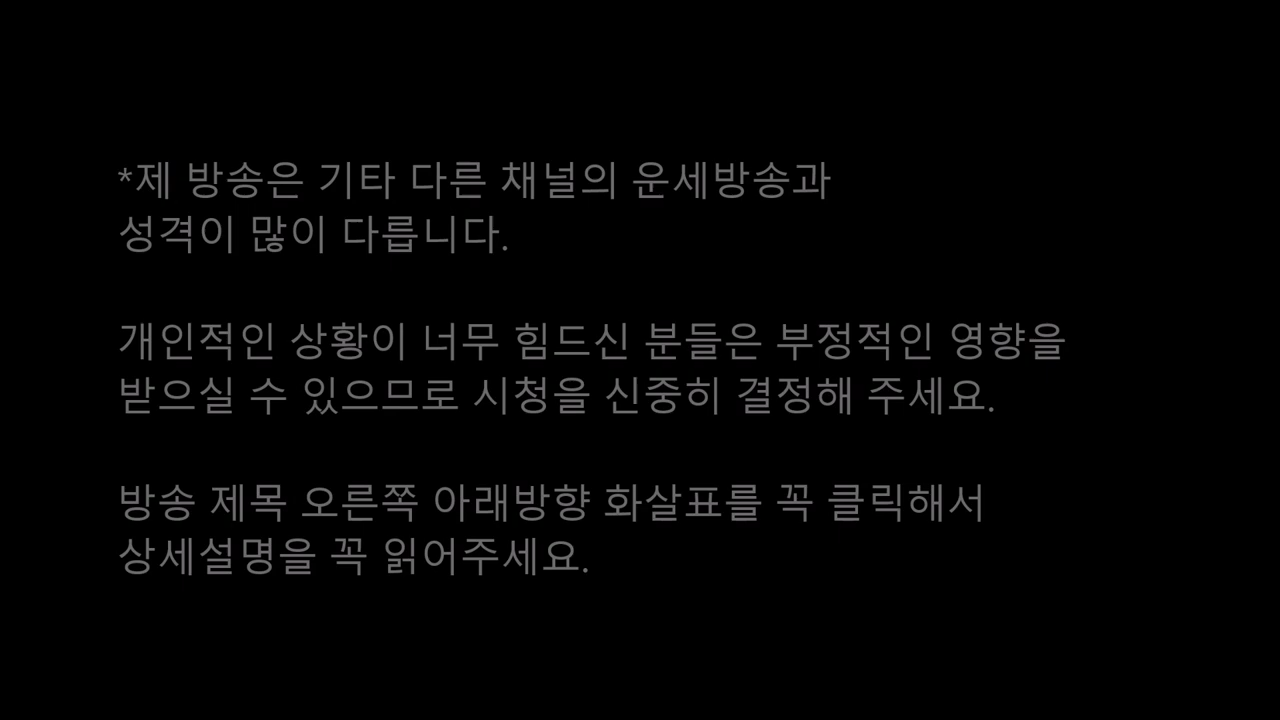 *제 방송은 기타 다른 채널의 운세방송과
성격이 많이 다릅니다.
개인적인 상황이 너무 힘드신 분들은 부정적인 영향을
받으실 수 있으므로 시청을 신중히 결정해 주세요.
방송 제목 오른쪽 아래방향 화살표를 꼭 클릭해서
상세설명을 꼭 읽어주세요.